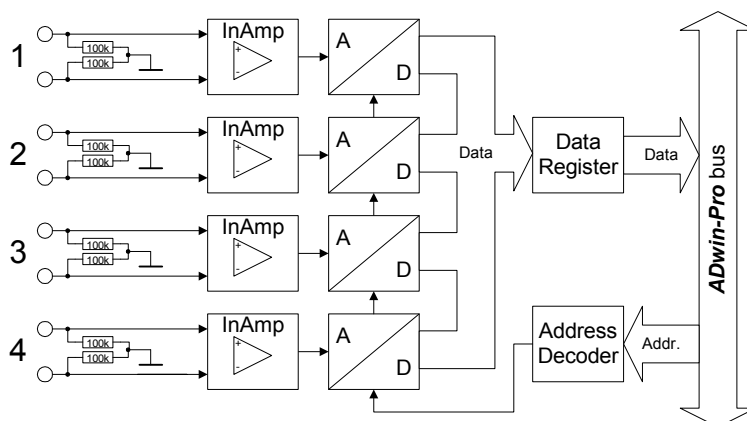 1
100k
100k
InAmp
+
-
A
D
2
100k
100k
InAmp
+
-
A
D
3
100k
100k
InAmp
+
-
A
D
4
100k
100k
InAmp
+
-
A
D
Data
Data
Register
Data
Address
Decoder
Addr.
ADwin-Pro bus